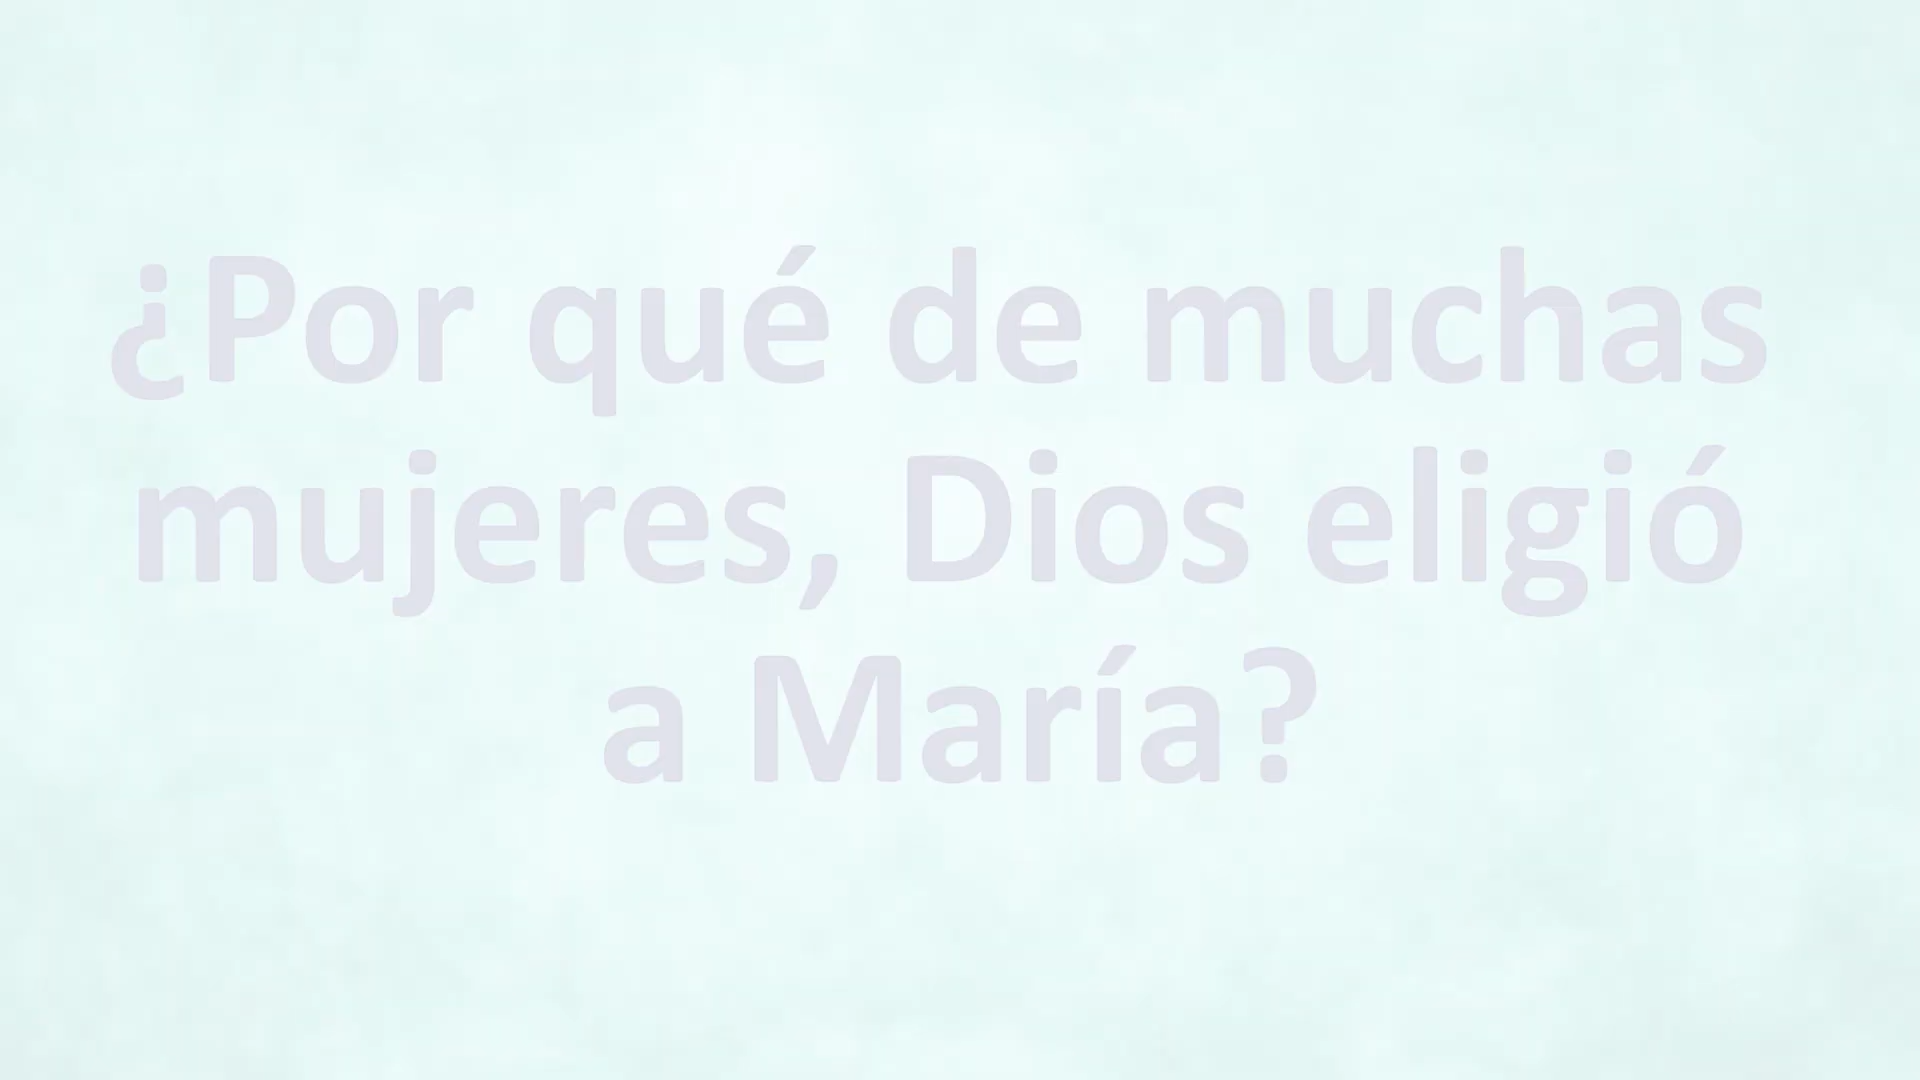 ¿Por qué de muchas
mujeres, Dios eligió
a María?